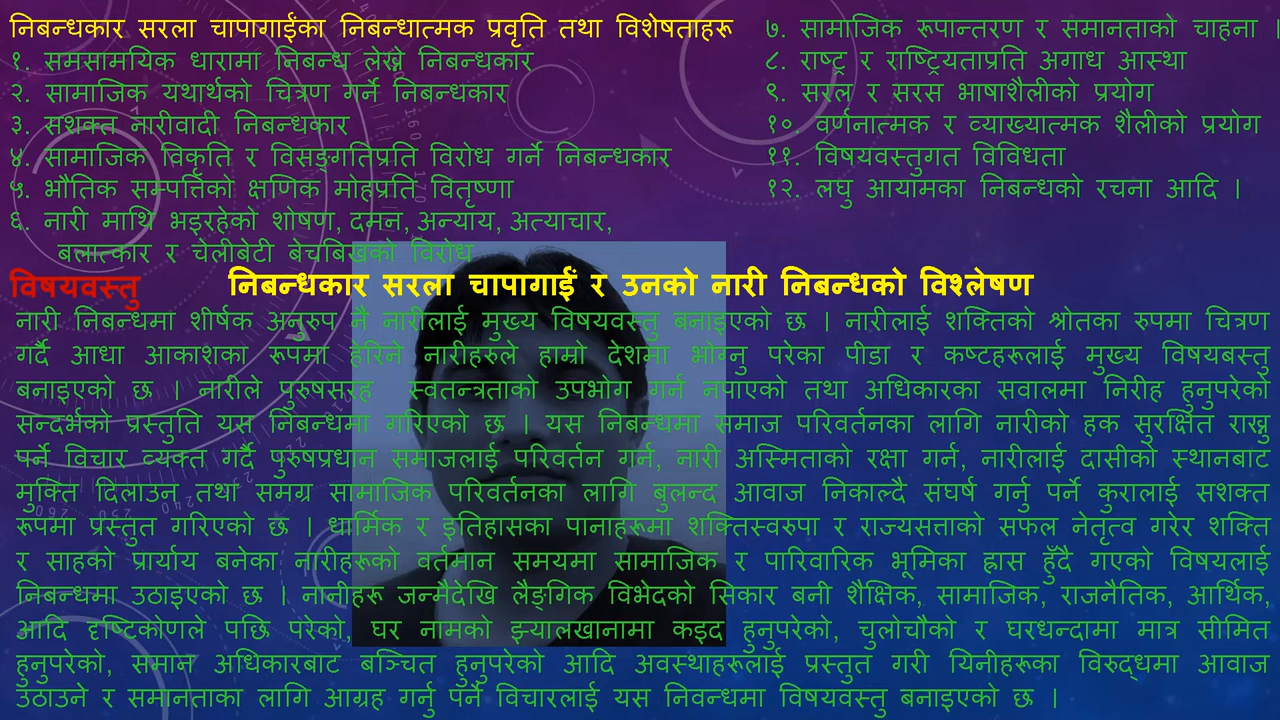 निबन्धकार सरला चापागाईंका निबन्धात्मक प्रवृति तथा विशेषताहरू
१. समसामयिक धारामा निबन्ध लेख्ने निबन्धकार
२. सामाजिक यथार्थको चित्रण गर्ने निबन्धकार
३. सशक्त नारीवादी निबन्धकार
४. सामाजिक विकृति र विसङ्गतिप्रति विरोध गर्ने निबन्धकार
५. भौतिक सम्पत्तिको क्षणिक मोहप्रति वितृष्णा
६. नारी माथि भइरहेको शोषण, दमन, अन्याय, अत्याचार,
बलात्कार र चेलीबेटी बेचबिखको विरोध
७. सामाजिक रूपान्तरण र समानताको चाहना ।
८. राष्ट्र र राष्ट्रियताप्रति अगाध आस्था
९. सरल र सरस भाषाशैलीको प्रयोग
१०. वर्णनात्मक र व्याख्यात्मक शैलीको प्रयोग
११. विषयवस्तुगत विविधता
१२. लघु आयामका निबन्धको रचना आदि ।
निबन्धकार सरला चापागाईं र उनको नारी निबन्धको विश्लेषण
विषयवस्तु
नारी निबन्धमा शीर्षक अनुरुप नै नारीलाई मुख्य विषयवस्तु बनाइएको छ । नारीलाई शक्तिको श्रोतका रुपमा चित्रण
गर्दै आधा आकाशका रूपमा हेरिने नारीहरुले हाम्रो देशमा भोग्नु परेका पीडा र कष्टहरूलाई मुख्य विषयबस्तु
बनाइएको छ । नारीले पुरुषसरह स्वतन्त्रताको उपभोग गर्न नपाएको तथा अधिकारका सवालमा निरीह हुनुपरेको
सन्दर्भको प्रस्तुति यस निबन्धमा गरिएको छ । यस निबन्धमा समाज परिवर्तनका लागि नारीको हक सुरक्षित राख्नु
पर्ने विचार व्यक्त गर्दै पुरुषप्रधान समाजलाई परिवर्तन गर्न, नारी अस्मिताको रक्षा गर्न, नारीलाई दासीको स्थानबाट
मुक्ति दिलाउन तथा समग्र सामाजिक परिवर्तनका लागि बुलन्द आवाज निकाल्दै संघर्ष गर्नु पर्ने कुरालाई सशक्त
रूपमा प्रस्तुत गरिएको छ । धार्मिक र इतिहासका पानाहरूमा शक्तिस्वरुपा र राज्यसत्ताको सफल नेतृत्व गरेर शक्ति
र साहको प्रार्याय बनेका नारीहरूको वर्तमान समयमा सामाजिक र पारिवारिक भूमिका ह्रास हुँदै गएको विषयलाई
निबन्धमा उठाइएको छ । नानीहरू जन्मैदेखि लैङ्गिक विभेदको सिकार बनी शैक्षिक, सामाजिक, राजनैतिक, आर्थिक,
आदि दृष्टिकोणले पछि परेको, घर नामको झ्यालखानामा कइद हुनुपरेको, चुलोचौको र घरधन्दामा मात्र सीमित
हुनुपरेको, समान अधिकारबाट बञ्चित हुनुपरेको आदि अवस्थाहरूलाई प्रस्तुत गरी यिनीहरूका विरुद्धमा आवाज
उठाउने र समानताका लागि आग्रह गर्नु पर्ने विचारलाई यस निवन्धमा विषयवस्तु बनाइएको छ ।